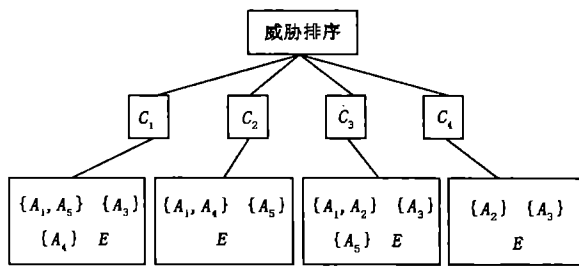 威胁排序
C₁ C₂ C₃ C₄
{A₁, A₅} {A₃} {A₁, A₄} {A₅} {A₁, A₂} {A₃} {A₂} {A₃}
{A₄} E E {A₅} E E